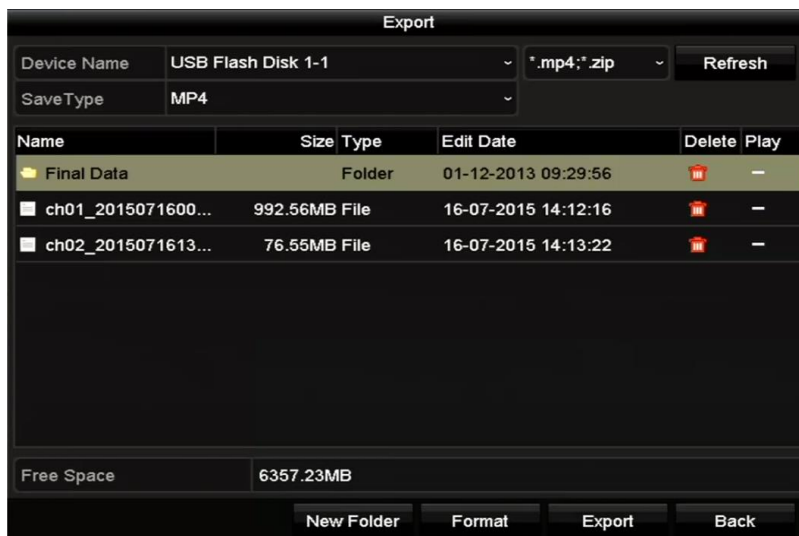 Export
Device Name USB Flash Disk 1-1 *.mp4;*.zip Refresh
SaveType MP4
Name Size Type Edit Date Delete Play
Final Data Folder 01-12-2013 09:29:56
ch01_2015071600... 992.56MB File 16-07-2015 14:12:16
ch02_2015071613... 76.55MB File 16-07-2015 14:13:22
Free Space 6357.23MB
New Folder Format Export Back